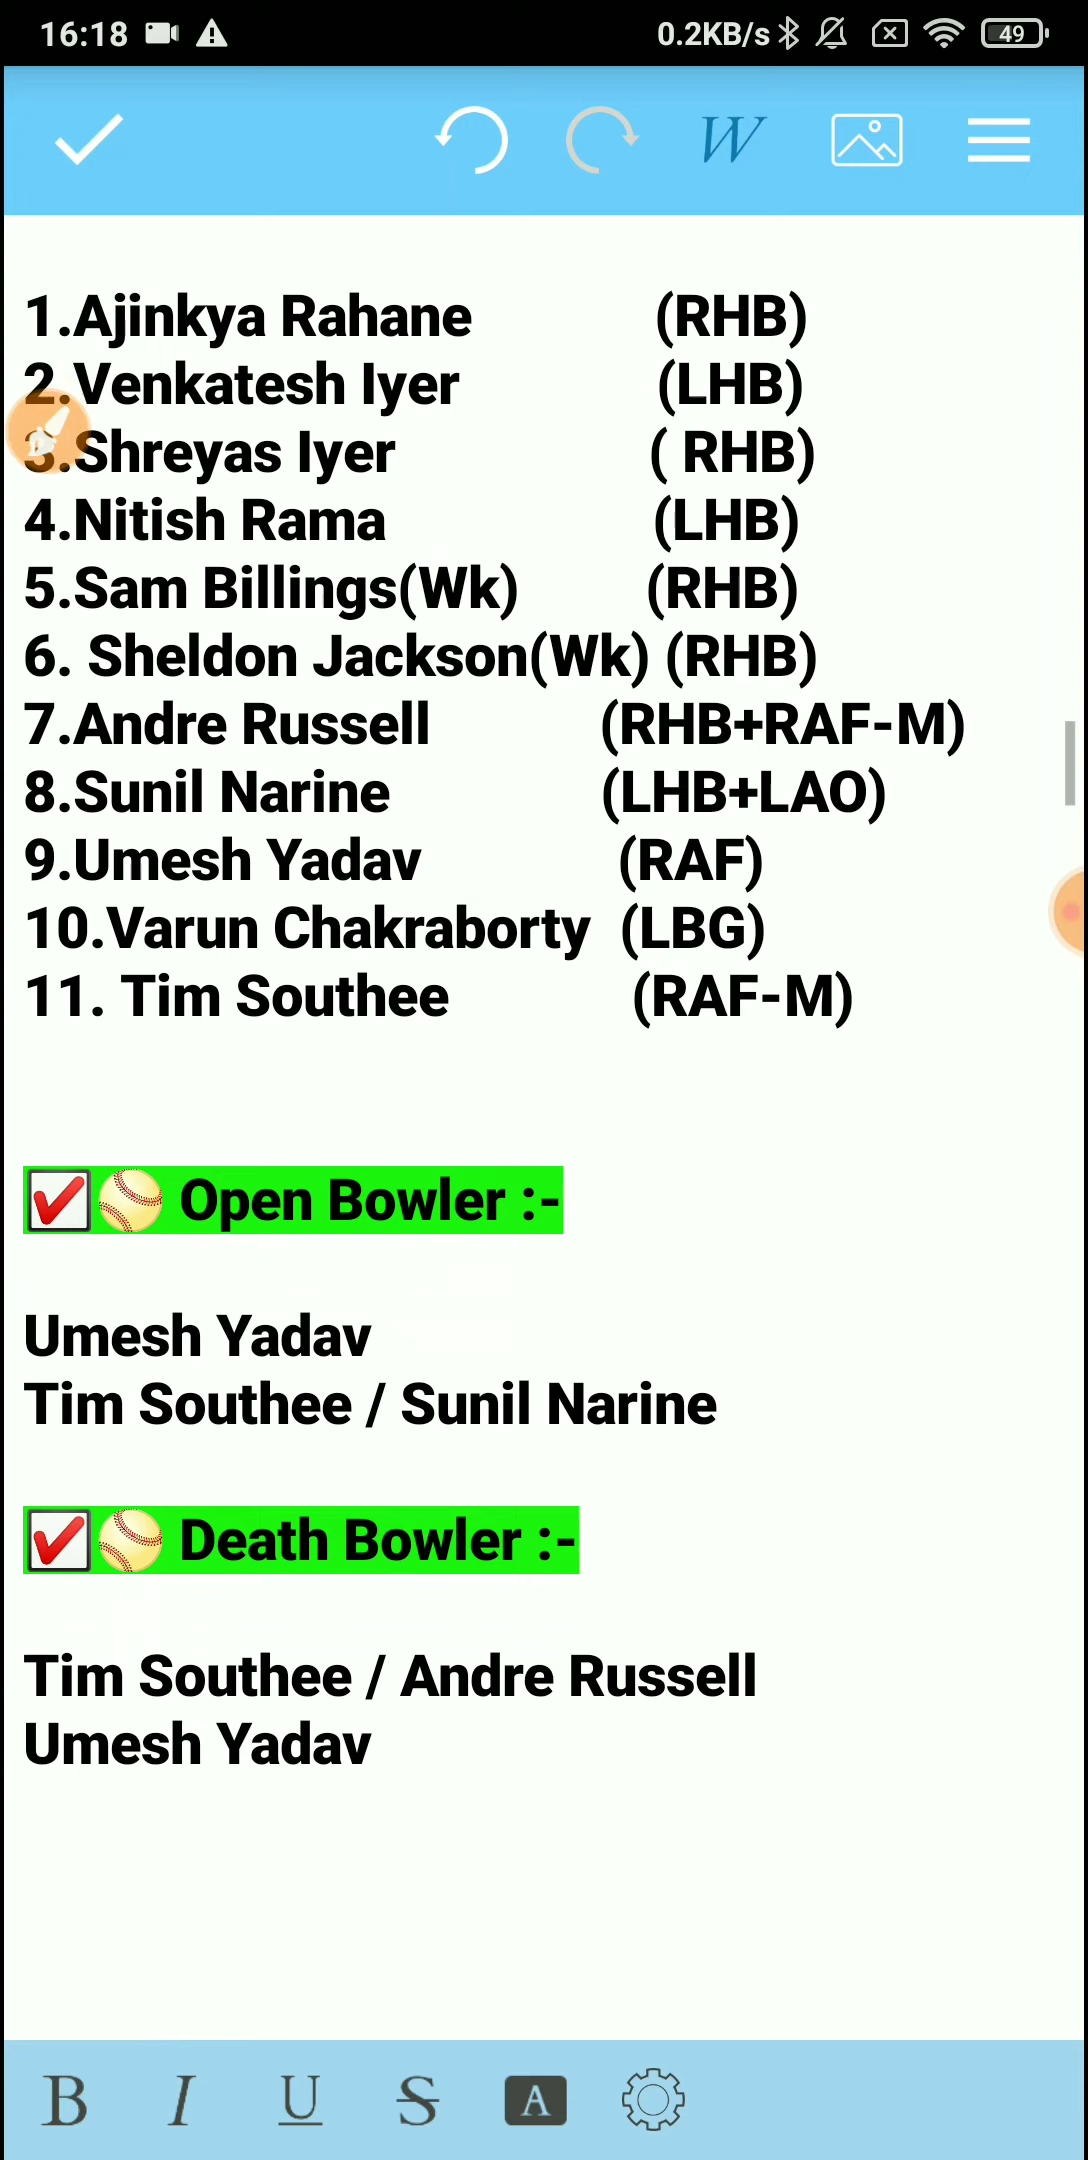 16:18 0.2KB/s 49
W
1.Ajinkya Rahane (RHB)
2.Venkatesh Iyer (LHB)
3.Shreyas Iyer ( RHB)
4.Nitish Rama (LHB)
5.Sam Billings(Wk) (RHB)
6. Sheldon Jackson(Wk) (RHB)
7.Andre Russell (RHB+RAF-M)
8.Sunil Narine (LHB+LAO)
9.Umesh Yadav (RAF)
10.Varun Chakraborty (LBG)
11. Tim Southee (RAF-M)
Open Bowler :-
Umesh Yadav
Tim Southee / Sunil Narine
Death Bowler :-
Tim Southee / Andre Russell
Umesh Yadav
B I U S A